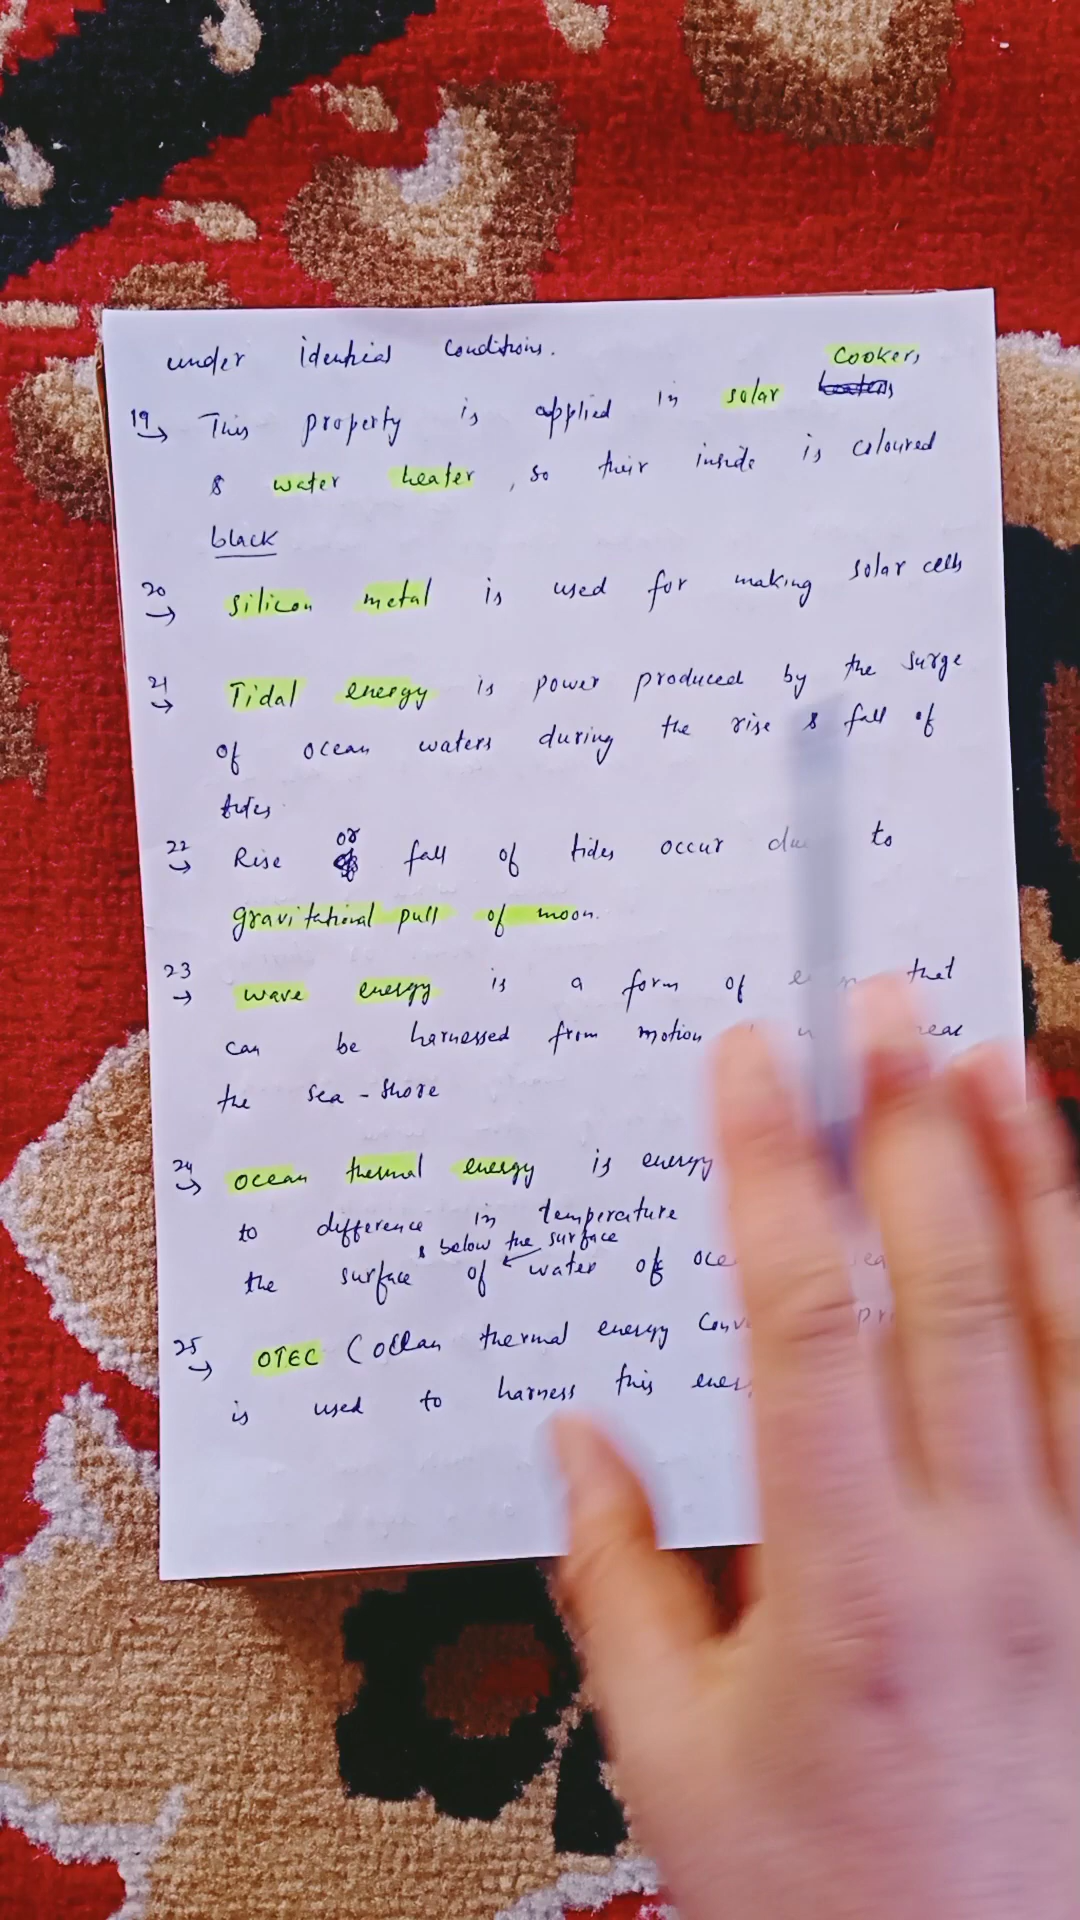 under identical conditions.
19→ This property is applied in solar cookers
& water heater, so their inside is coloured
black
20→ Silicon metal is used for making solar cells
21→ Tidal energy is power produced by the surge
of ocean waters during the rise & fall of
tides
22→ Rise or fall of tides occur due to
gravitational pull of moon.
23→ wave energy is a form of that
can be harnessed from motion near
the sea-shore
24→ ocean thermal energy is energy
to difference in temperature
& below the surface
the surface of water of
25→ OTEC (ocean thermal energy
is used to harness this